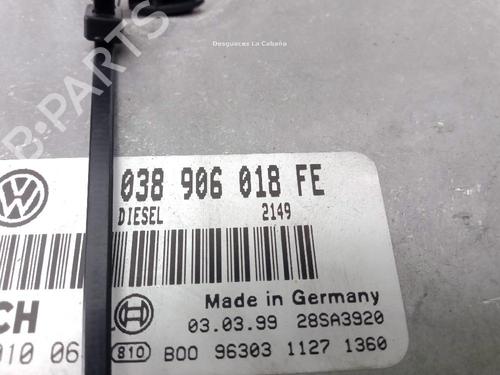 Desguaces La Cabaña
B-PARTS
038 906 018 FE
DIESEL 2149
CH
Made in Germany
03.03.99 28SA3920
010 06 810 B00 96303 1127 1360